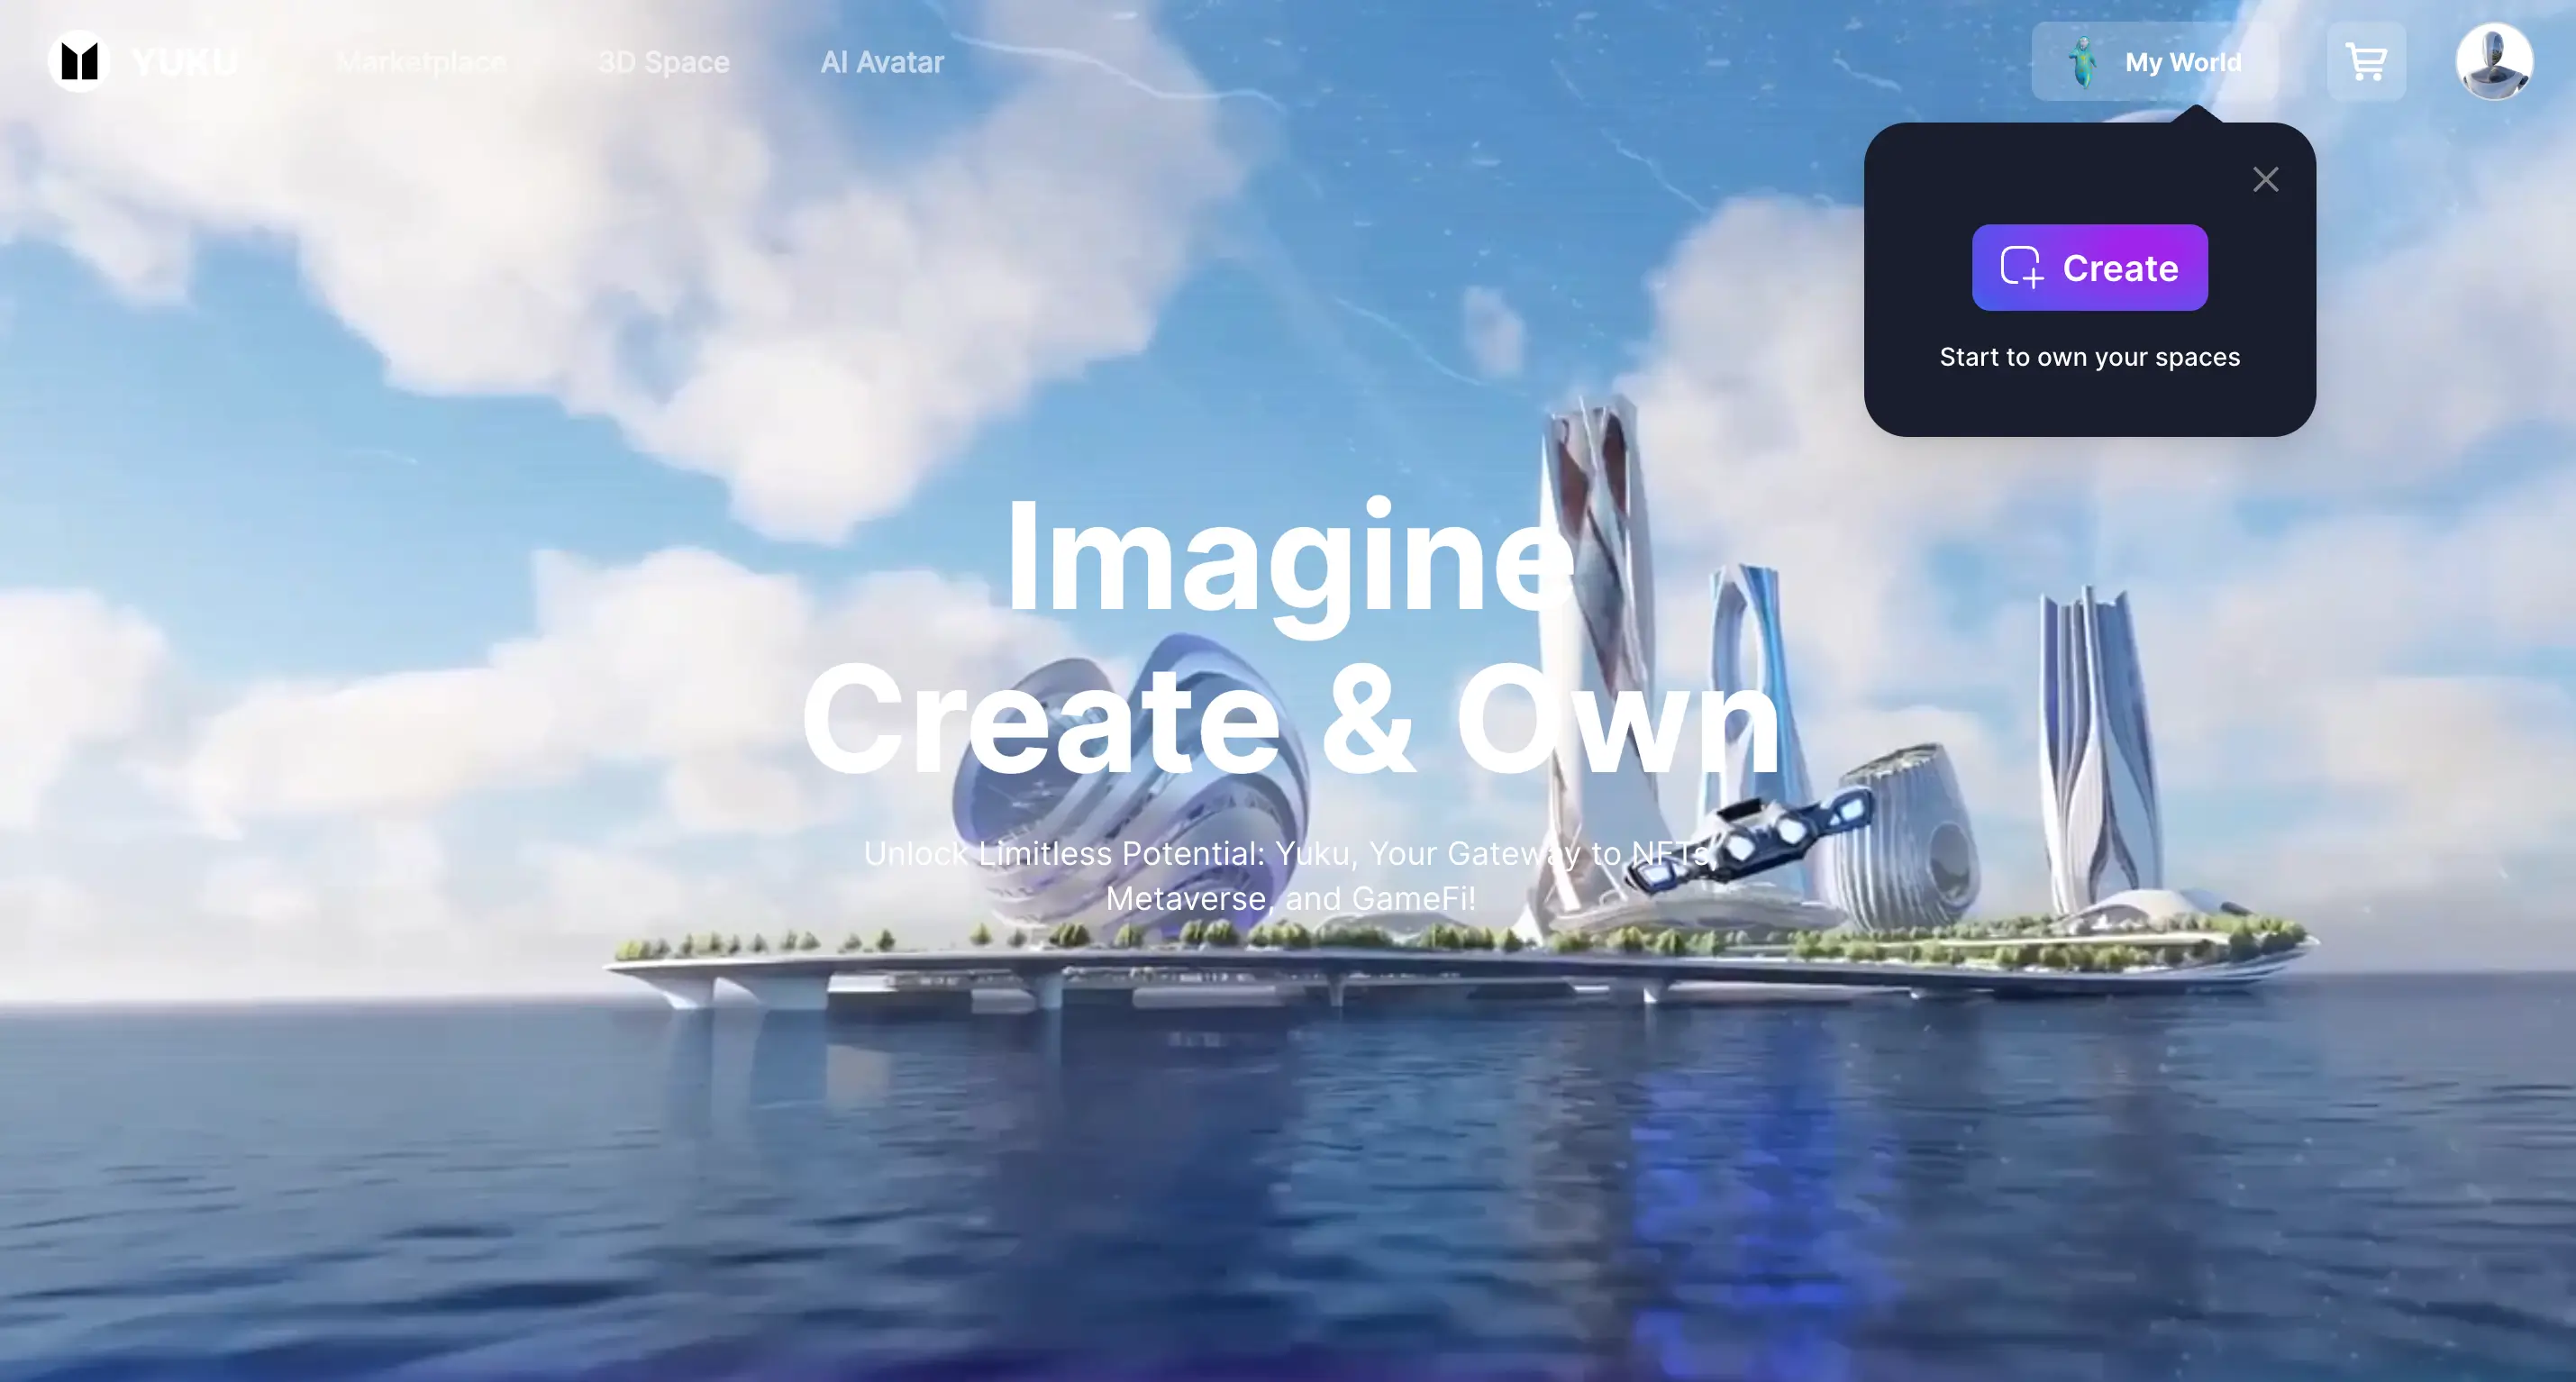 YUKU
Marketplace
3D Space
AI Avatar
My World
Create
Start to own your spaces
Imagine
Create & Own
Unlock Limitless Potential: Yuku, Your Gateway to NFTs,
Metaverse, and GameFi!